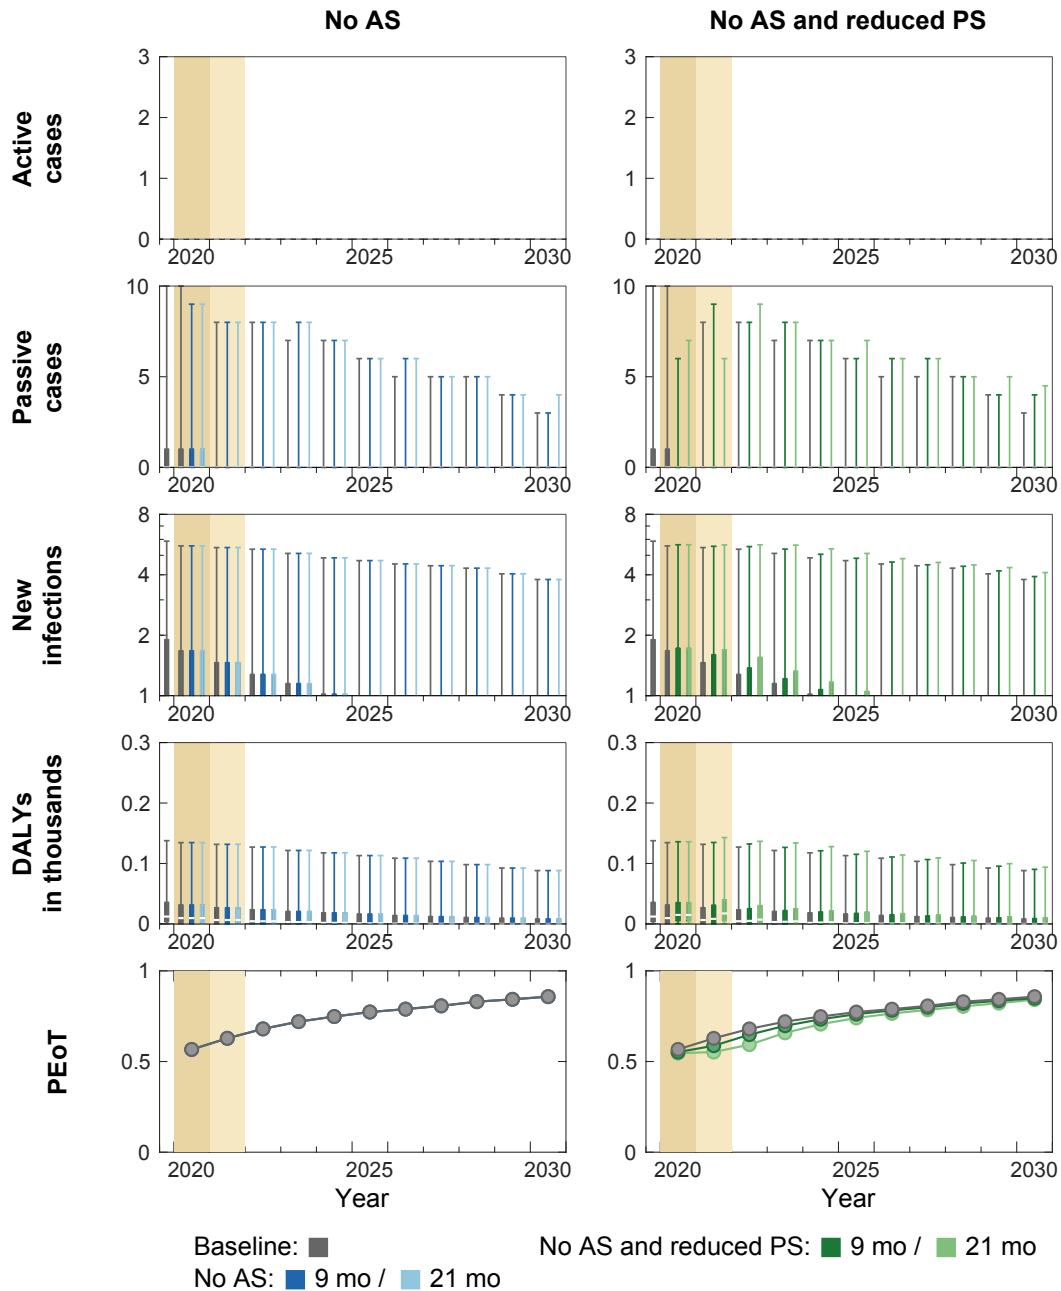 No AS No AS and reduced PS
Active
cases
3 3
2 2
1 1
0 0
2020 2025 2030 2020 2025 2030
Passive
cases
10 10
5 5
0 0
2020 2025 2030 2020 2025 2030
New
infections
8 8
4 4
2 2
1 1
2020 2025 2030 2020 2025 2030
DALYs
in thousands
0.3 0.3
0.2 0.2
0.1 0.1
0 0
2020 2025 2030 2020 2025 2030
PEoT
1 1
0.5 0.5
0 0
2020 2025 2030 2020 2025 2030
Year Year
Baseline: No AS and reduced PS: 9 mo / 21 mo
No AS: 9 mo / 21 mo